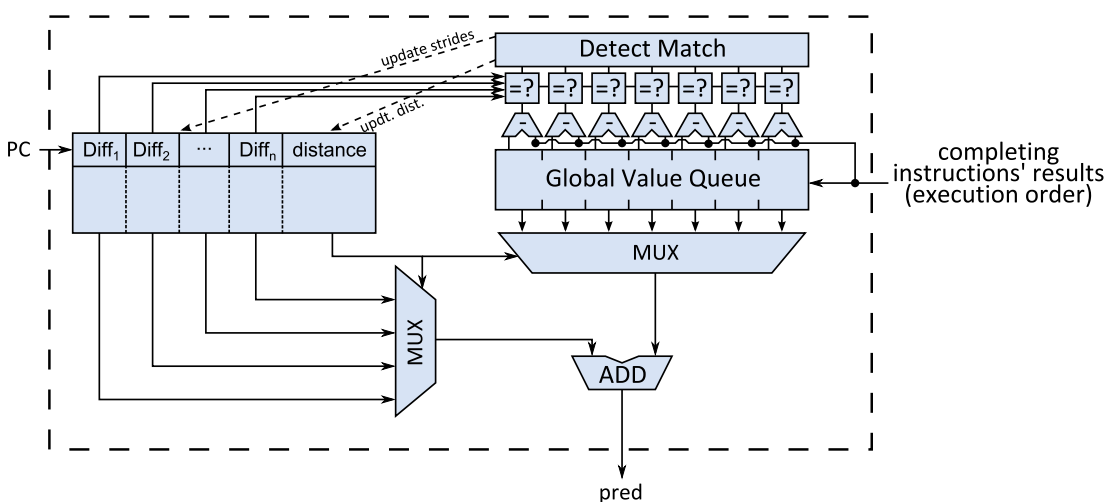 update strides
Detect Match
=? =? =? =? =? =? =?
updt. dist.
- - - - - - -
PC
Diff₁ Diff₂ ... Diffₙ distance
Global Value Queue
completing
instructions' results
(execution order)
MUX
MUX
ADD
pred